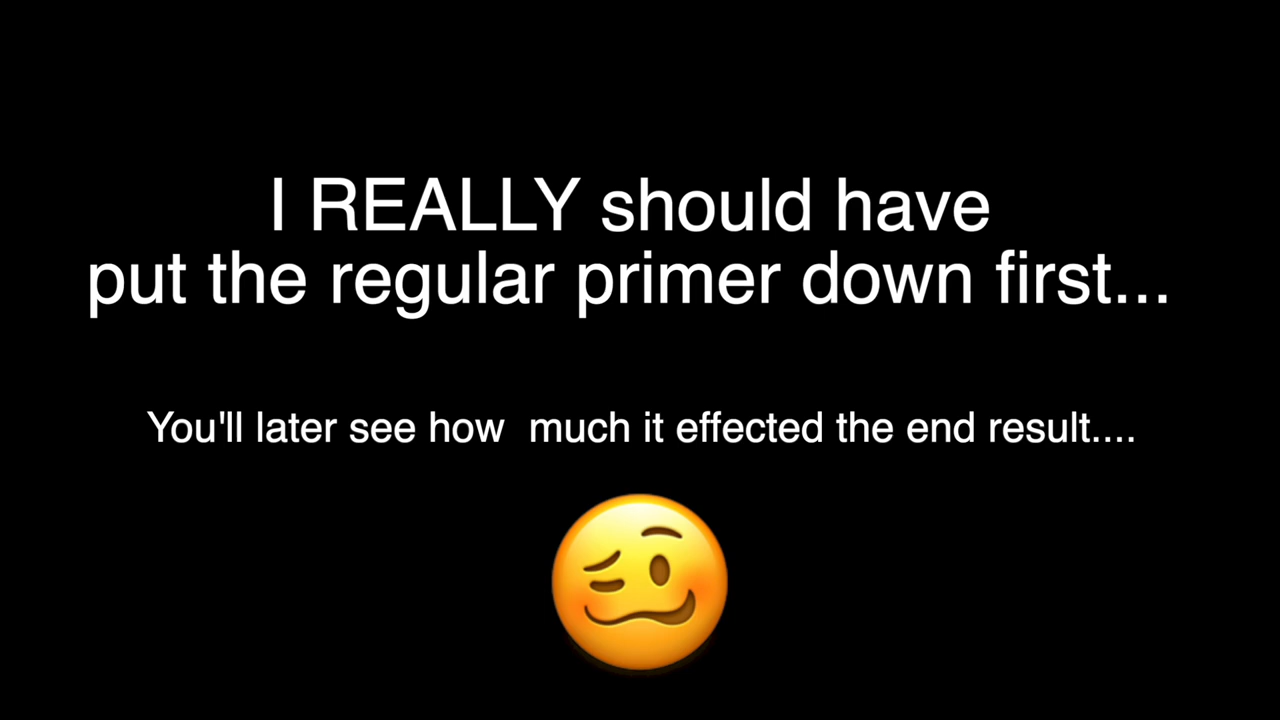 I REALLY should have
put the regular primer down first...
You'll later see how  much it effected the end result....